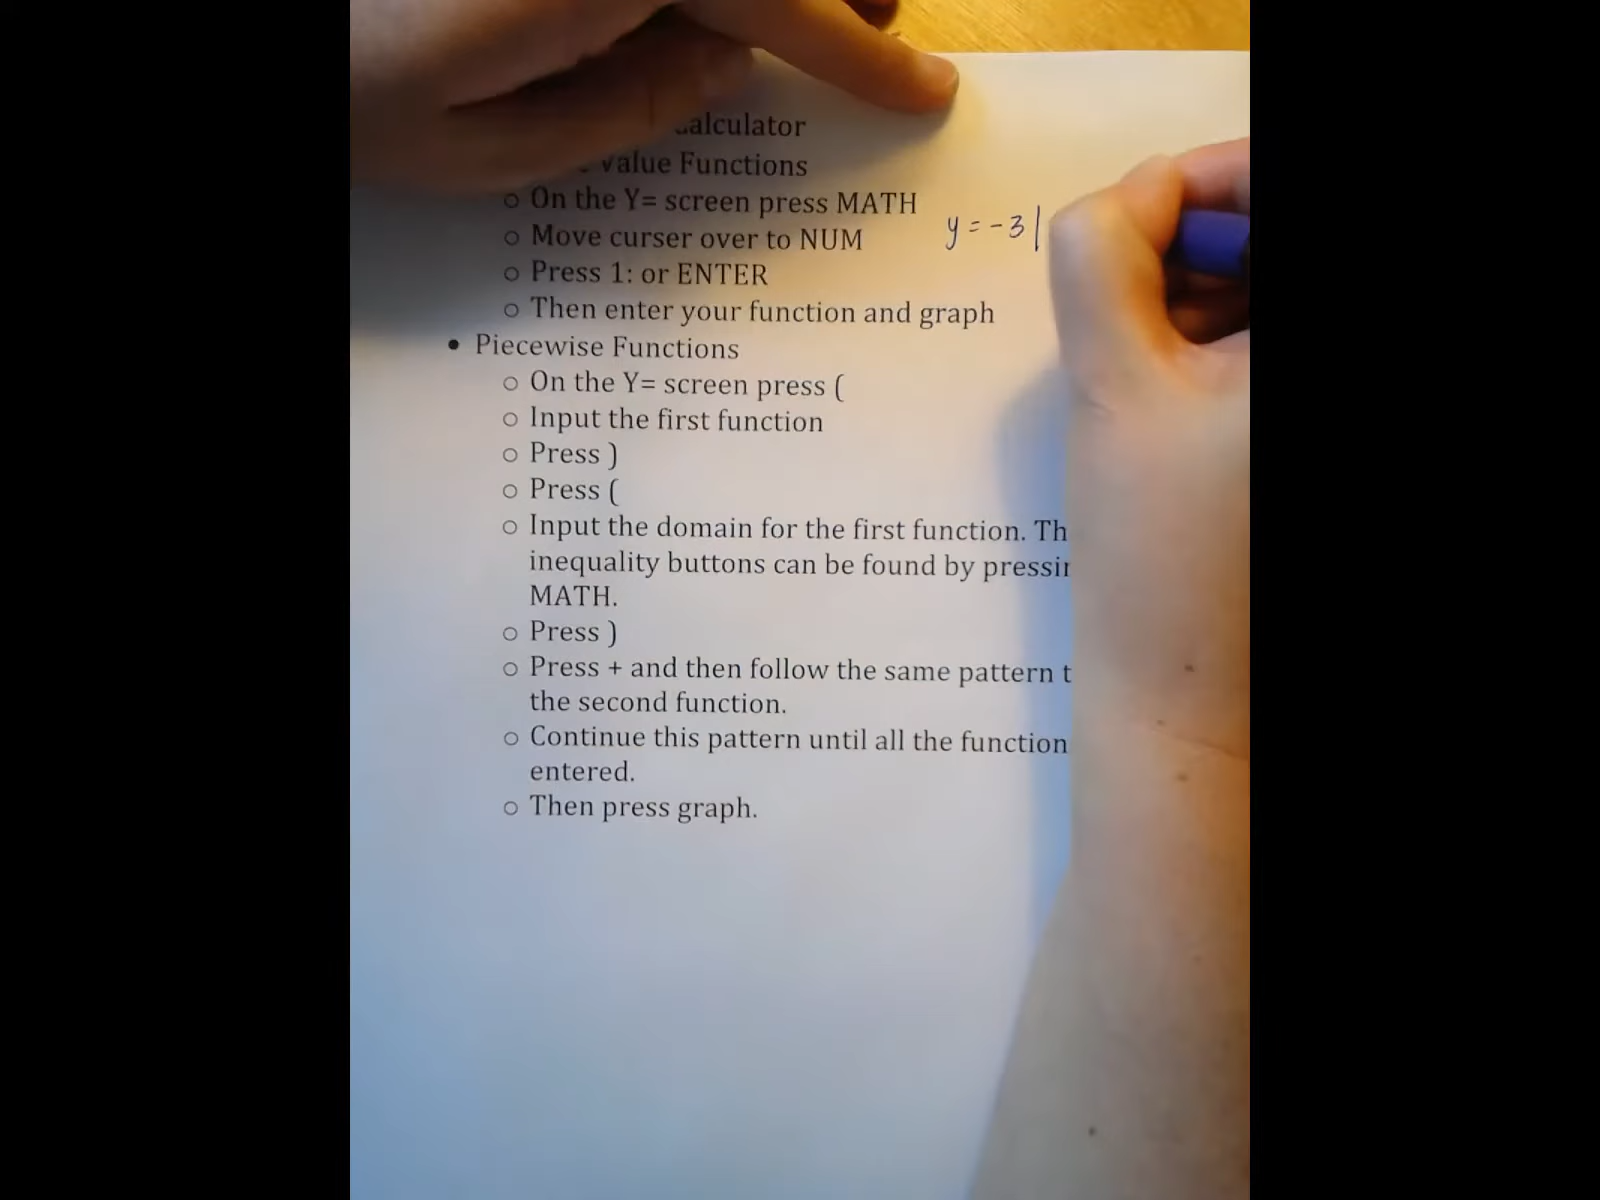 calculator
value Functions
○ On the Y= screen press MATH
y = -3 |
○ Move curser over to NUM
○ Press 1: or ENTER
○ Then enter your function and graph
• Piecewise Functions
○ On the Y= screen press (
○ Input the first function
○ Press )
○ Press (
○ Input the domain for the first function. Th
inequality buttons can be found by pressin
MATH.
○ Press )
○ Press + and then follow the same pattern t
the second function.
○ Continue this pattern until all the function
entered.
○ Then press graph.